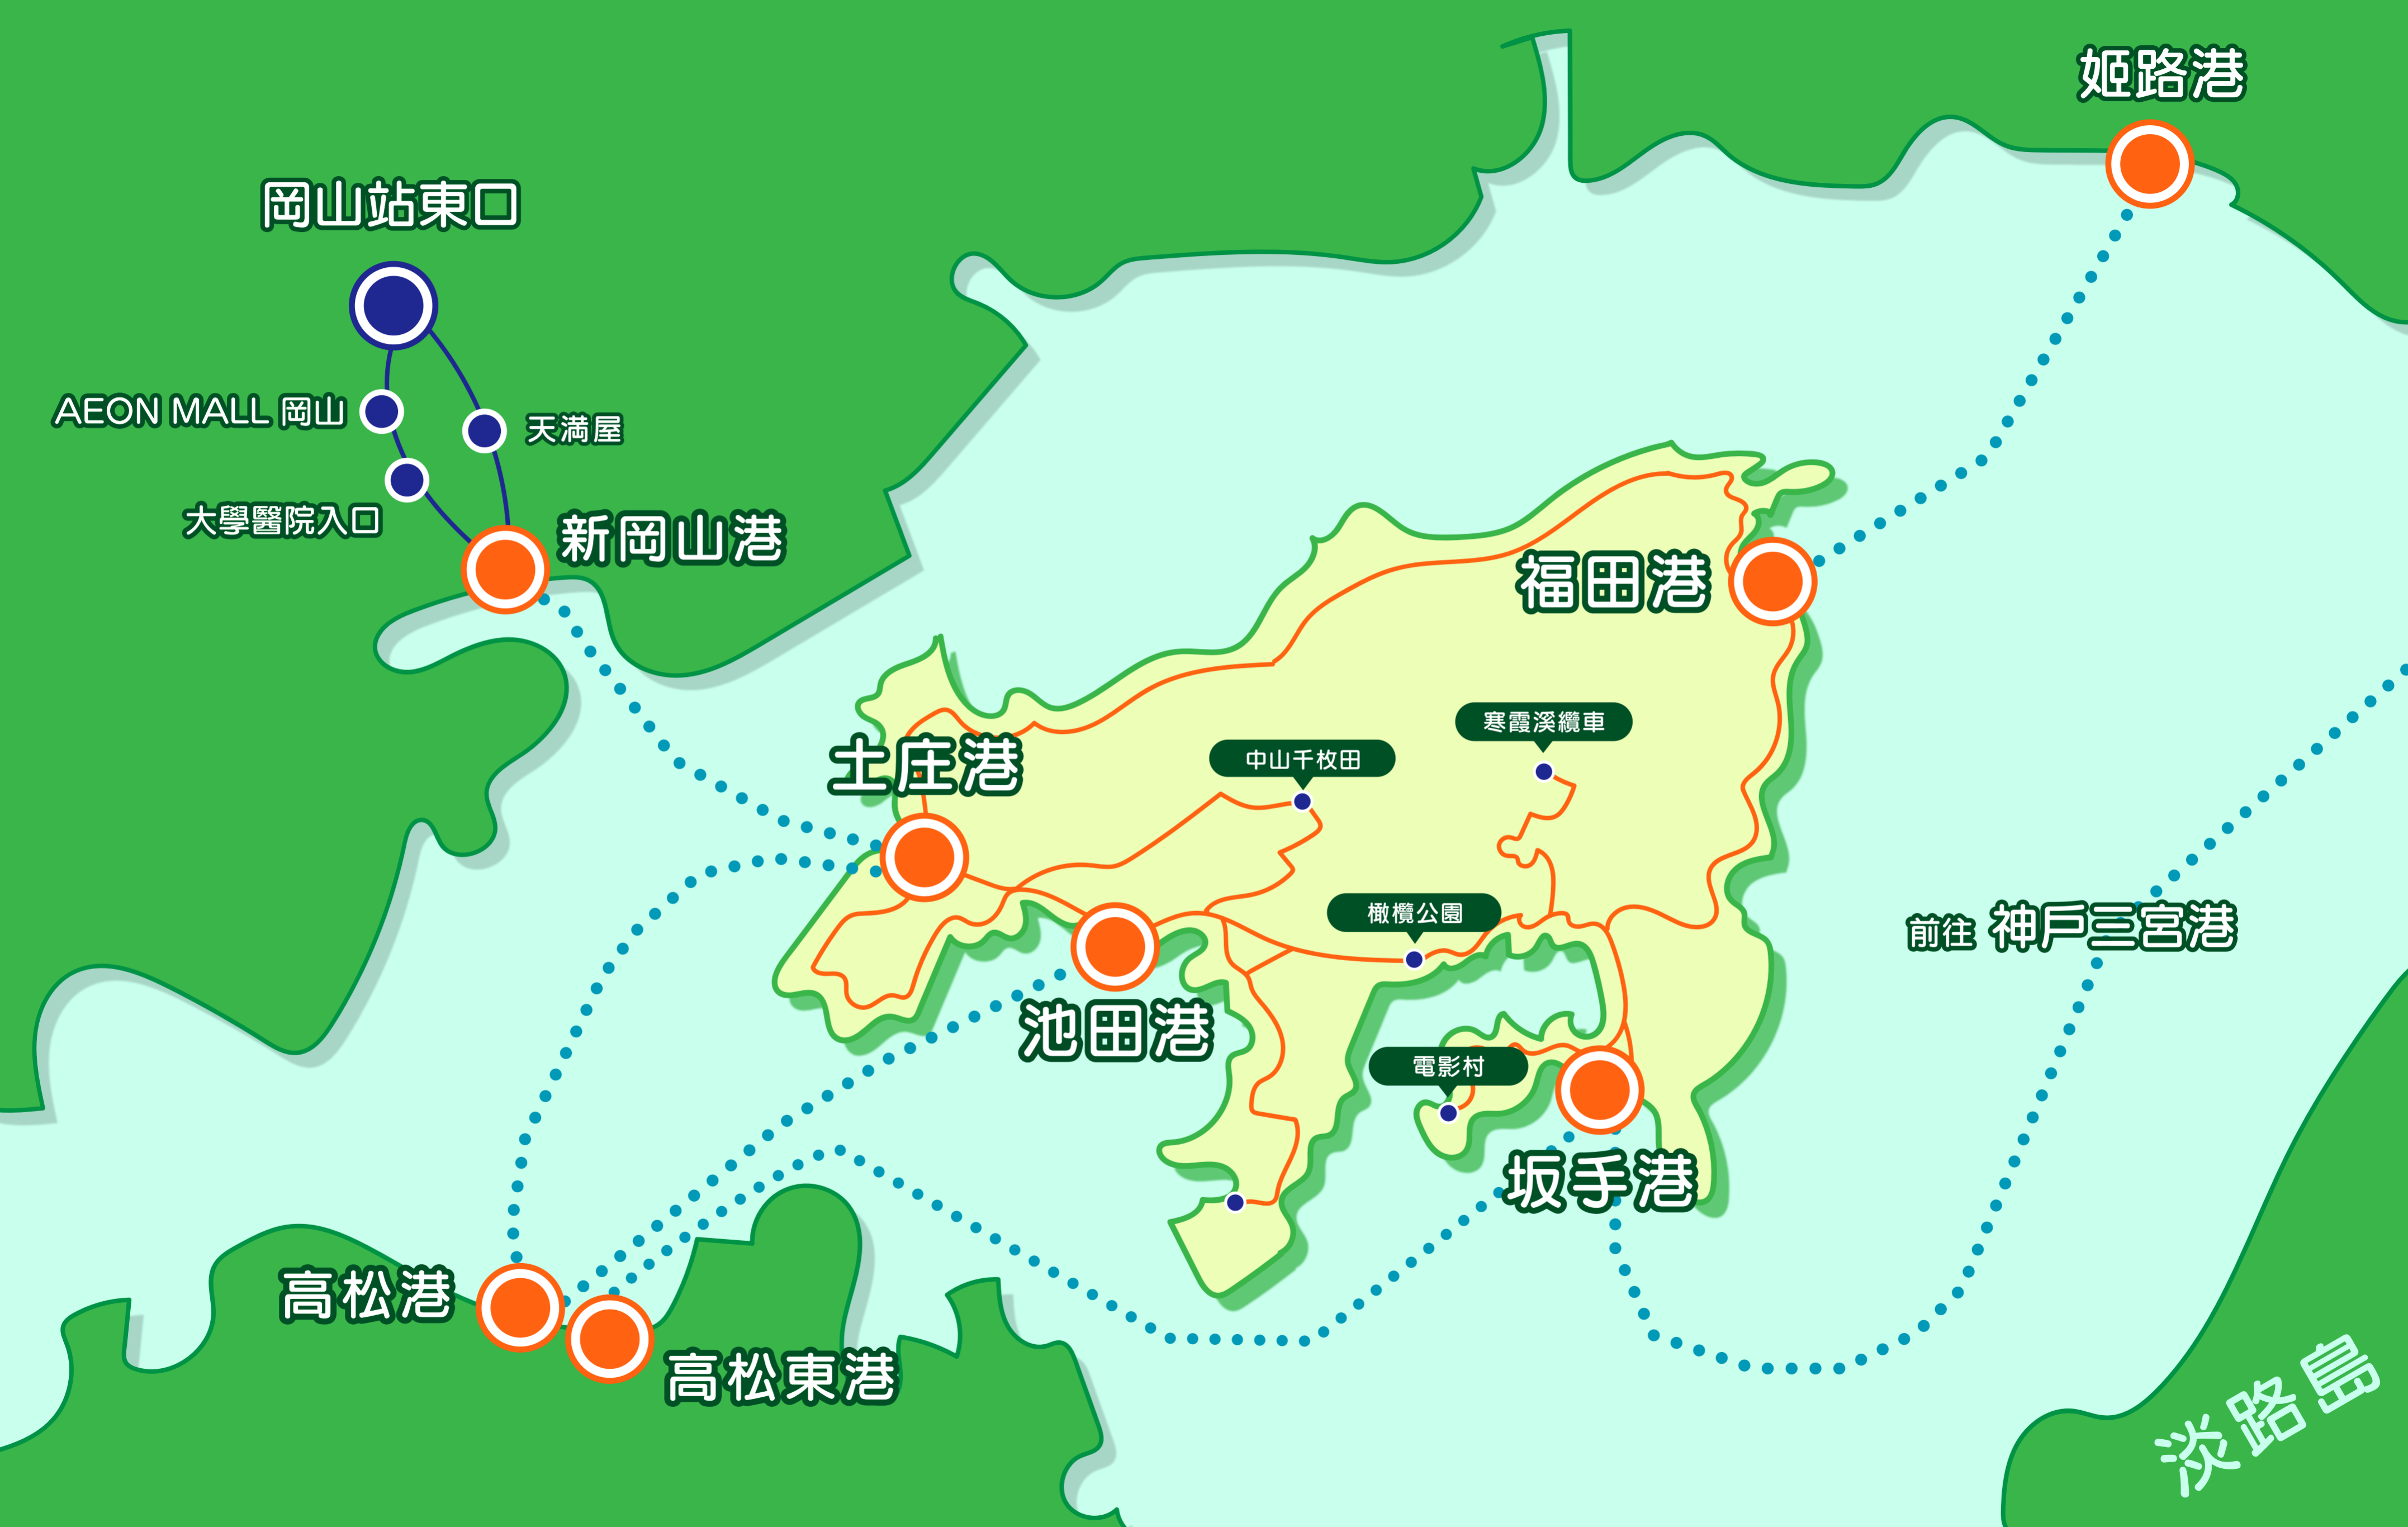 姬路港
岡山站東口
AEON MALL 岡山
天満屋
大學醫院入口
新岡山港
福田港
寒霞溪纜車
土庄港
中山千枚田
橄欖公園
前往 神戶三宮港
池田港
電影村
坂手港
高松港
高松東港
淡路島